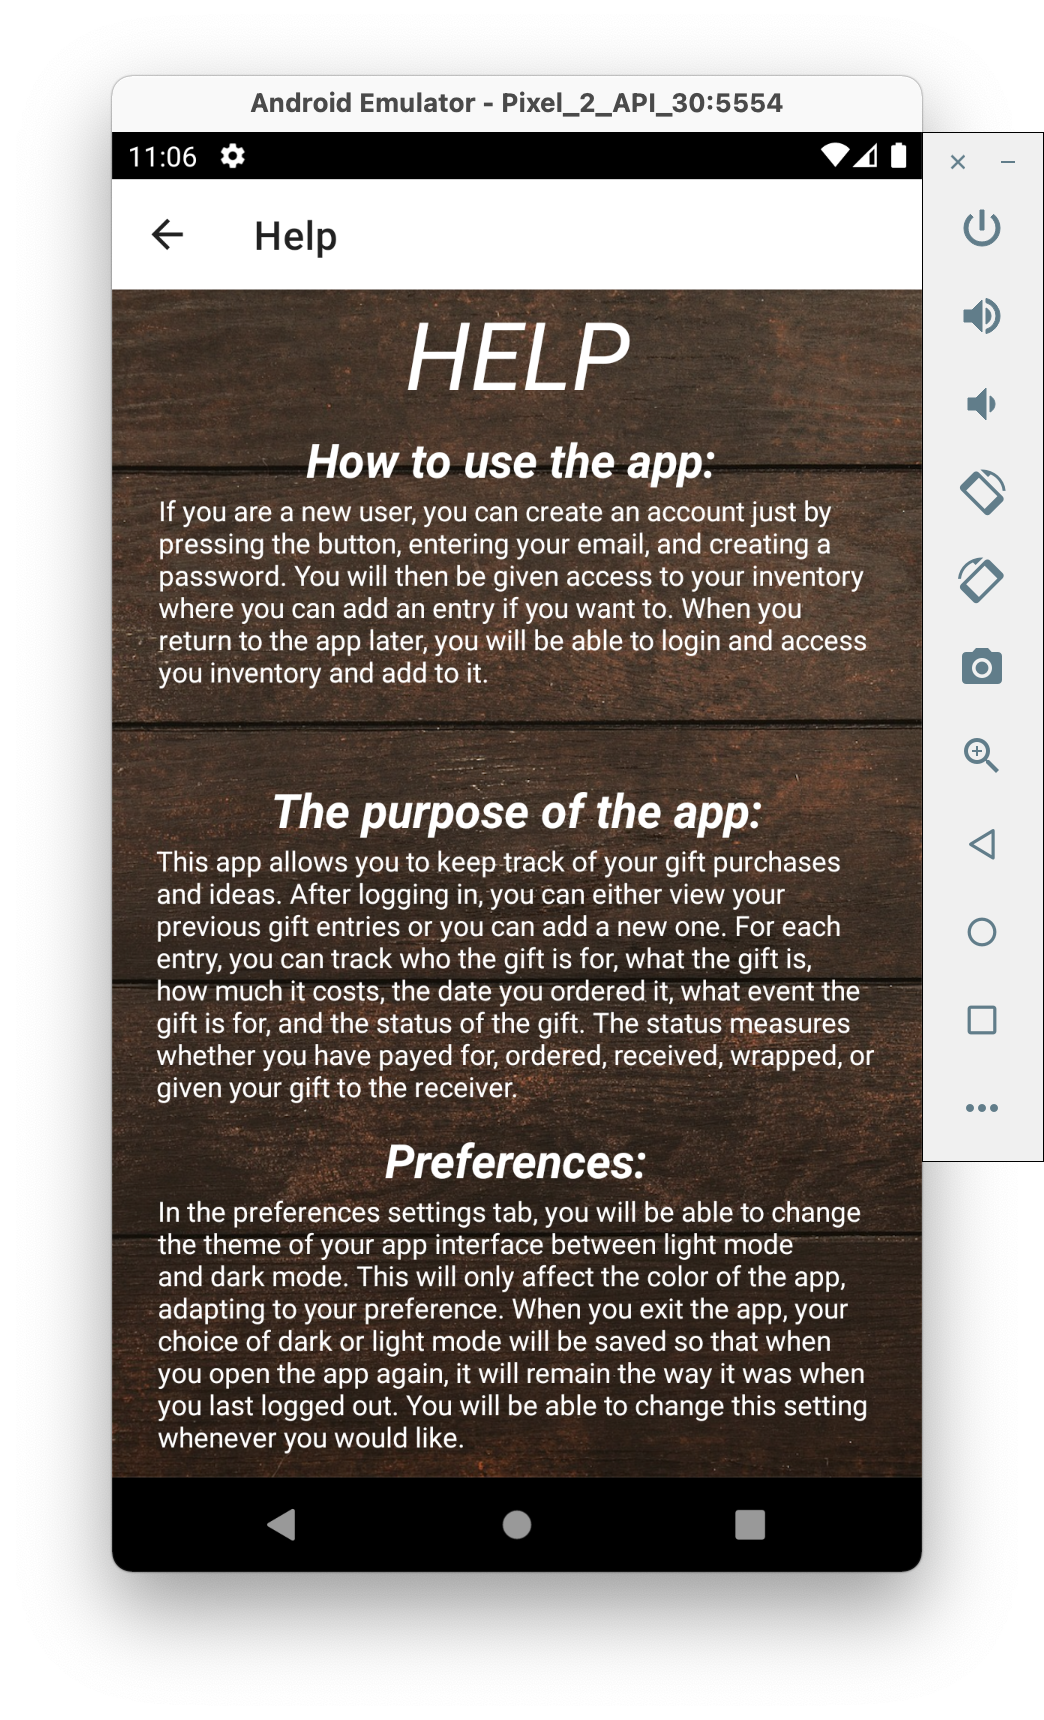 Android Emulator - Pixel_2_API_30:5554
11:06
Help
HELP
How to use the app:
If you are a new user, you can create an account just by
pressing the button, entering your email, and creating a
password. You will then be given access to your inventory
where you can add an entry if you want to. When you
return to the app later, you will be able to login and access
you inventory and add to it.
The purpose of the app:
This app allows you to keep track of your gift purchases
and ideas. After logging in, you can either view your
previous gift entries or you can add a new one. For each
entry, you can track who the gift is for, what the gift is,
how much it costs, the date you ordered it, what event the
gift is for, and the status of the gift. The status measures
whether you have payed for, ordered, received, wrapped, or
given your gift to the receiver.
Preferences:
In the preferences settings tab, you will be able to change
the theme of your app interface between light mode
and dark mode. This will only affect the color of the app,
adapting to your preference. When you exit the app, your
choice of dark or light mode will be saved so that when
you open the app again, it will remain the way it was when
you last logged out. You will be able to change this setting
whenever you would like.